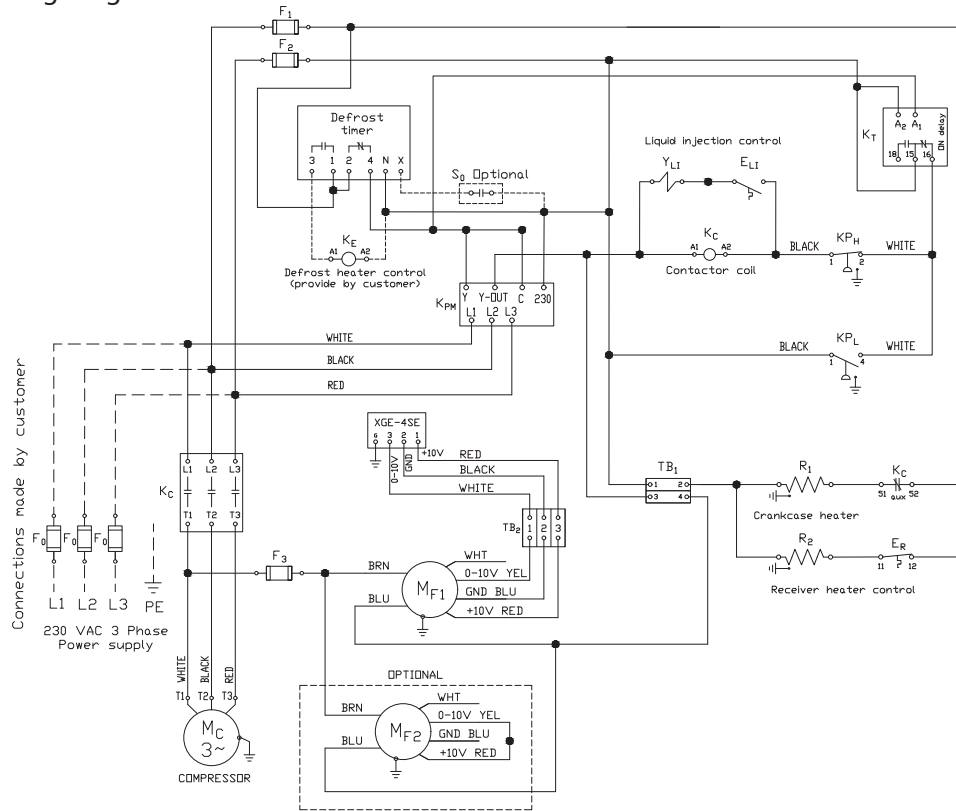 F1
F2
Defrost
timer
3 1 2 4 N X
S0 Optional
KE
A1 A2
Defrost heater control
(provide by customer)
Liquid injection control
YLI ELI
KC
A1 A2
Contactor coil
KT
A2 A1
18 15 16
ON delay
BLACK KPH WHITE
1 2
BLACK KPL WHITE
1 4
KPM
Y Y-OUT C 230
L1 L2 L3
WHITE
BLACK
RED
Connections made by customer
KC
L1 L2 L3
T1 T2 T3
F0 F0 F0
L1 L2 L3 PE
230 VAC 3 Phase
Power supply
XGE-4SE
G 3 2 1
0-10V
GND
+10V
RED
BLACK
WHITE
TB2
1 2 3
TB1
1 2
3 4
R1 KC
51 aux 52
Crankcase heater
R2 ER
11 12
Receiver heater control
F3
BRN
BLU
MF1
WHT
0-10V YEL
GND BLU
+10V RED
WHITE
BLACK
RED
T1 T2 T3
MC
3~
COMPRESSOR
OPTIONAL
BRN
BLU
MF2
WHT
0-10V YEL
GND BLU
+10V RED